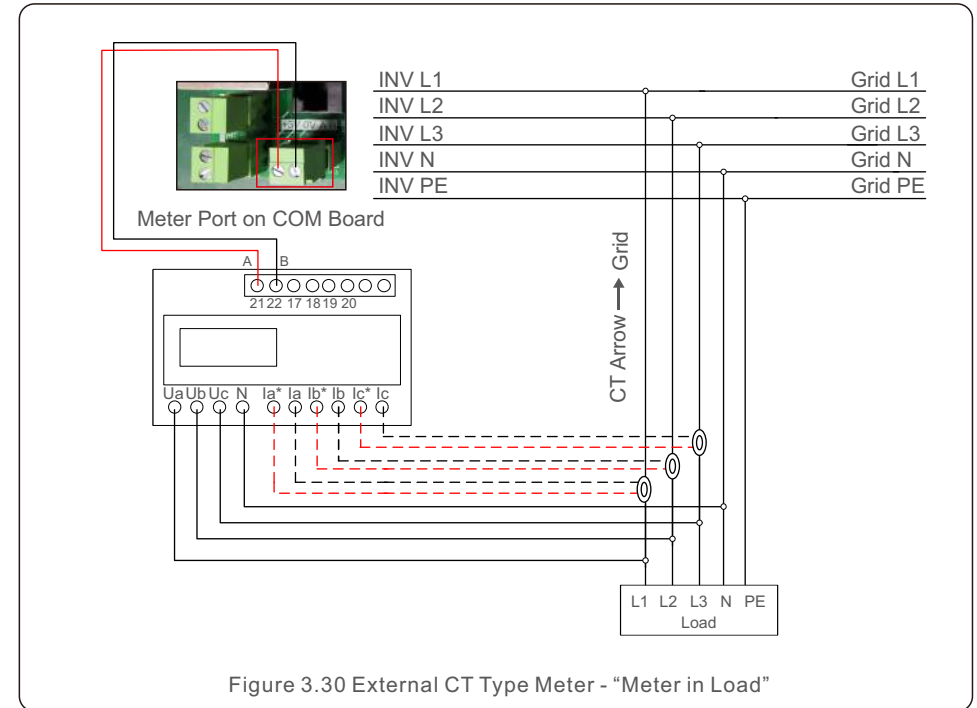 INV L1 Grid L1
INV L2 Grid L2
INV L3 Grid L3
INV N Grid N
INV PE Grid PE
Meter Port on COM Board
A B
21 22 17 18 19 20
CT Arrow → Grid
Ua Ub Uc N Ia* Ia Ib* Ib Ic* Ic
L1 L2 L3 N PE
Load
Figure 3.30 External CT Type Meter - “Meter in Load”